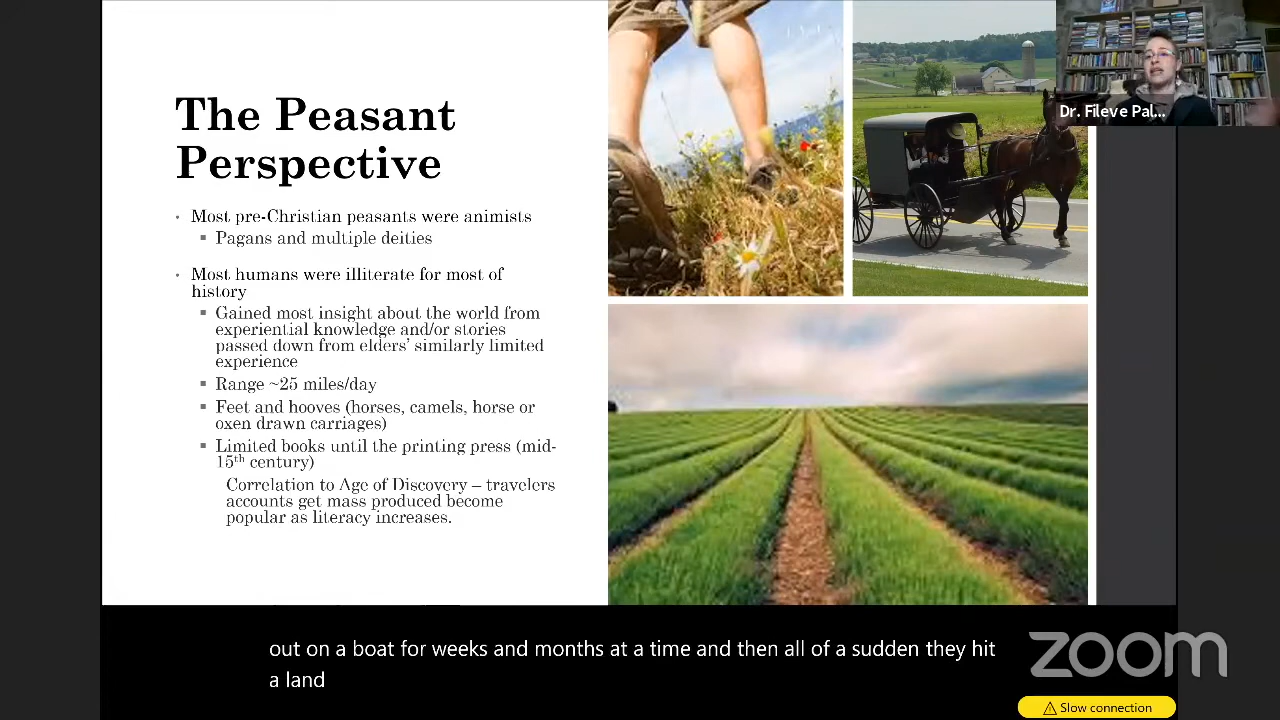 The Peasant
Perspective
Most pre-Christian peasants were animists
Pagans and multiple deities
Most humans were illiterate for most of
history
Gained most insight about the world from
experiential knowledge and/or stories
passed down from elders’ similarly limited
experience
Range ~25 miles/day
Feet and hooves (horses, camels, horse or
oxen drawn carriages)
Limited books until the printing press (mid-
15th century)
Correlation to Age of Discovery – travelers
accounts get mass produced become
popular as literacy increases.
Dr. Fileve Pal...
out on a boat for weeks and months at a time and then all of a sudden they hit
a land
zoom
Slow connection